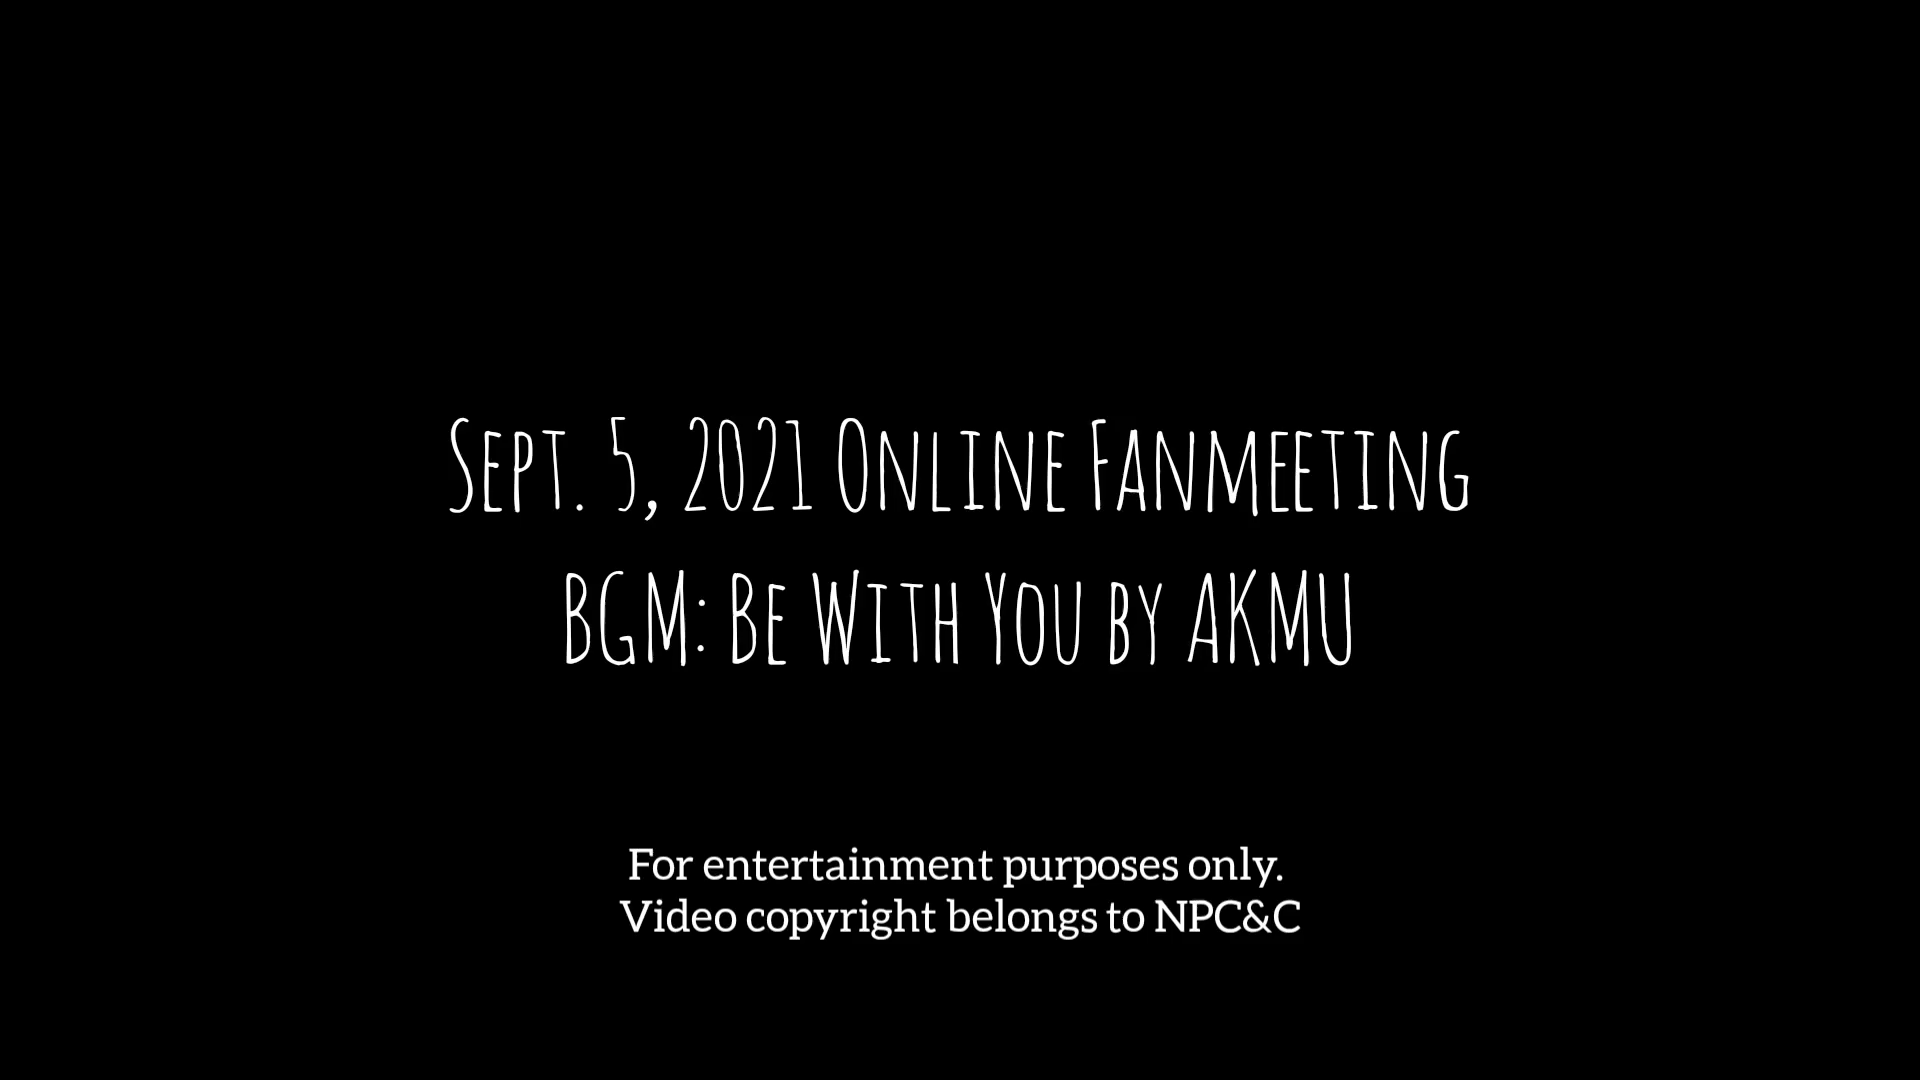 Sept. 5, 2021 Online Fanmeeting
BGM: Be With You by AKMU
For entertainment purposes only.
Video copyright belongs to NPC&C